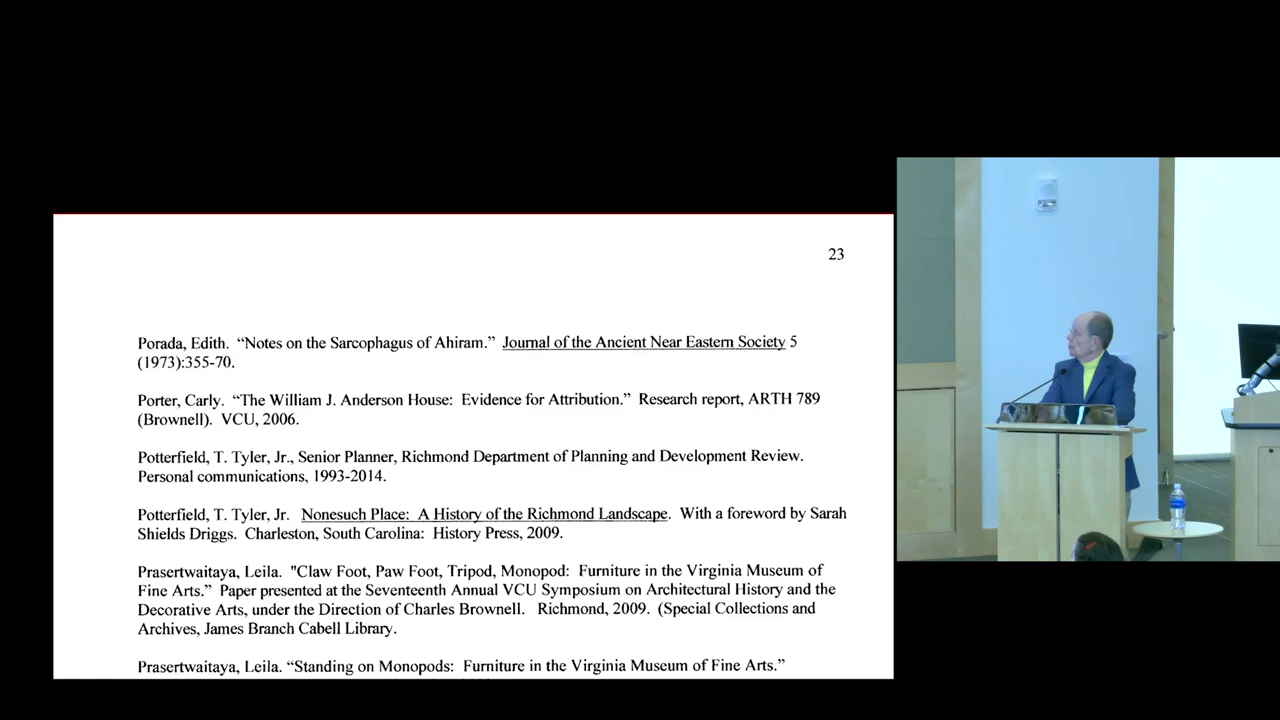 23
Porada, Edith.  “Notes on the Sarcophagus of Ahiram.”  Journal of the Ancient Near Eastern Society 5
(1973):355-70.
Porter, Carly.  “The William J. Anderson House:  Evidence for Attribution.”  Research report, ARTH 789
(Brownell).  VCU, 2006.
Potterfield, T. Tyler, Jr., Senior Planner, Richmond Department of Planning and Development Review.
Personal communications, 1993-2014.
Potterfield, T. Tyler, Jr.  Nonesuch Place:  A History of the Richmond Landscape.  With a foreword by Sarah
Shields Driggs.  Charleston, South Carolina:  History Press, 2009.
Prasertwaitaya, Leila.  "Claw Foot, Paw Foot, Tripod, Monopod:  Furniture in the Virginia Museum of
Fine Arts.”  Paper presented at the Seventeenth Annual VCU Symposium on Architectural History and the
Decorative Arts, under the Direction of Charles Brownell.   Richmond, 2009.  (Special Collections and
Archives, James Branch Cabell Library.
Prasertwaitaya, Leila. “Standing on Monopods:  Furniture in the Virginia Museum of Fine Arts.”